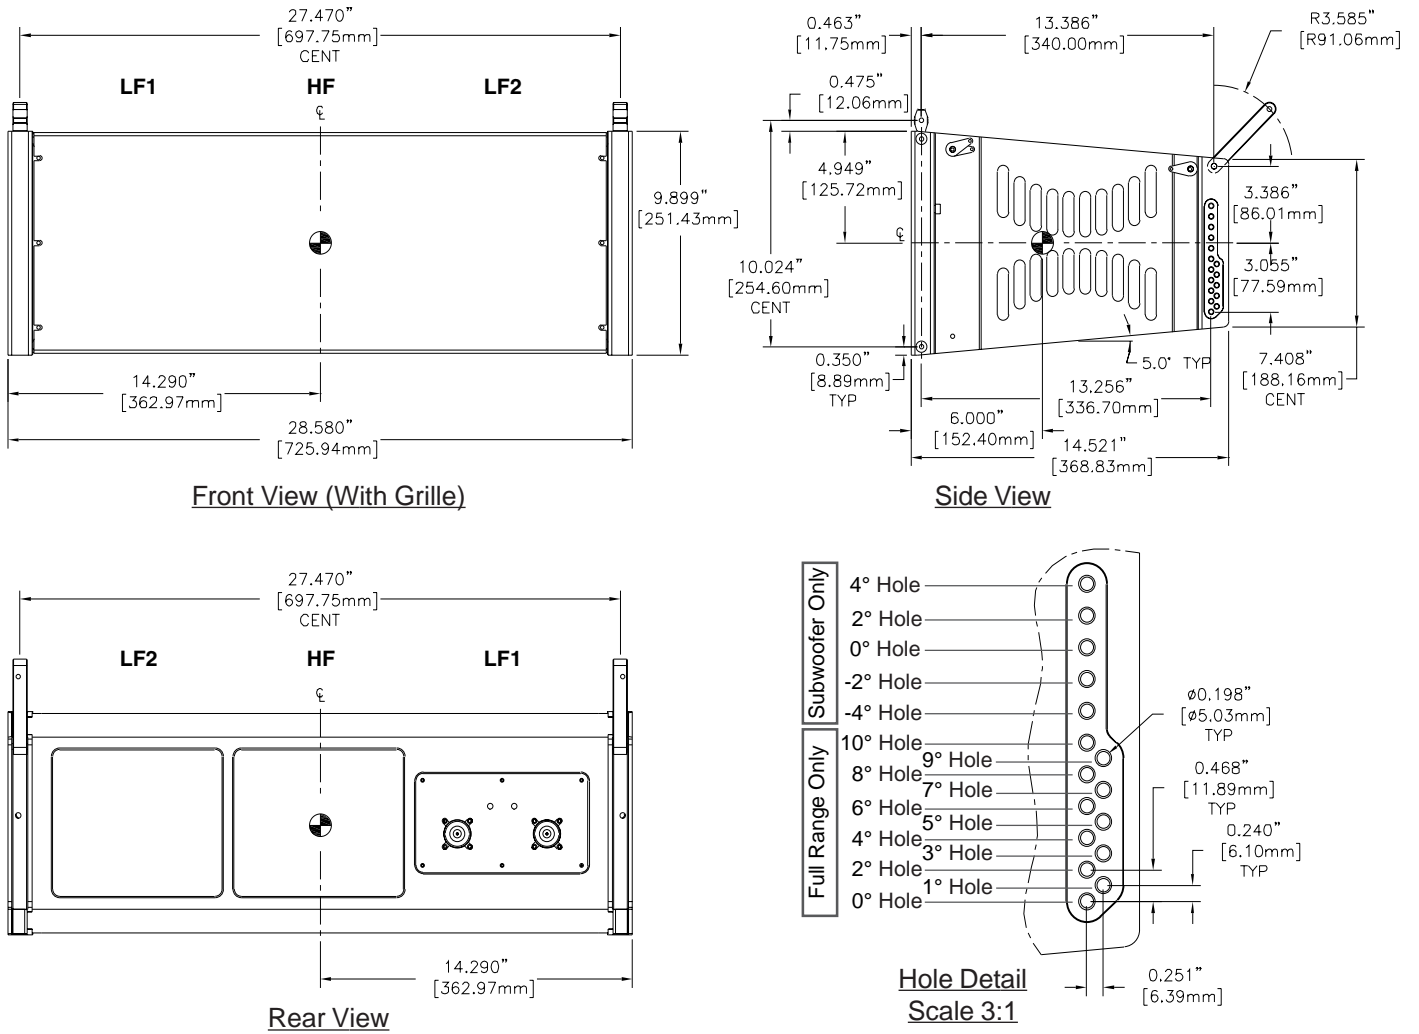 27.470”
[697.75mm]
CENT
LF1 HF LF2
℄
9.899”
[251.43mm]
14.290”
[362.97mm]
28.580”
[725.94mm]
Front View (With Grille)
0.463”
[11.75mm]
13.386”
[340.00mm]
R3.585”
[R91.06mm]
0.475”
[12.06mm]
4.949”
[125.72mm]
3.386”
[86.01mm]
℄
10.024”
[254.60mm]
CENT
3.055”
[77.59mm]
0.350”
[8.89mm]
TYP
5.0° TYP
7.408”
[188.16mm]
CENT
13.256”
[336.70mm]
6.000”
[152.40mm]
14.521”
[368.83mm]
Side View
27.470”
[697.75mm]
CENT
LF2 HF LF1
℄
14.290”
[362.97mm]
Rear View
Subwoofer Only
4° Hole
2° Hole
0° Hole
-2° Hole
-4° Hole
Full Range Only
10° Hole
9° Hole
8° Hole
7° Hole
6° Hole
5° Hole
4° Hole
3° Hole
2° Hole
1° Hole
0° Hole
ø0.198”
[ø5.03mm]
TYP
0.468”
[11.89mm]
TYP
0.240”
[6.10mm]
TYP
0.251”
[6.39mm]
Hole Detail
Scale 3:1